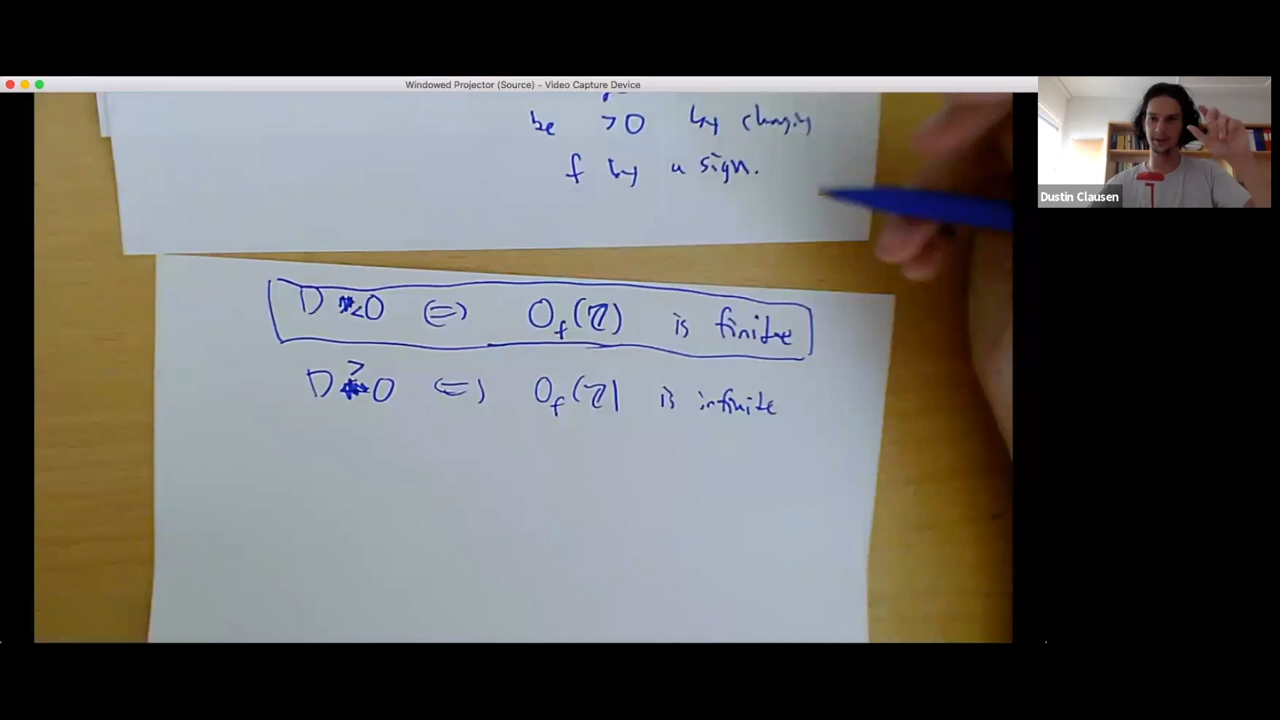 Windowed Projector (Source) - Video Capture Device
be >0 by changing
f by a sign.
Dustin Clausen
D <0 ⟺ O_f(ℤ) is finite
D >0 ⟺ O_f(ℤ) is infinite